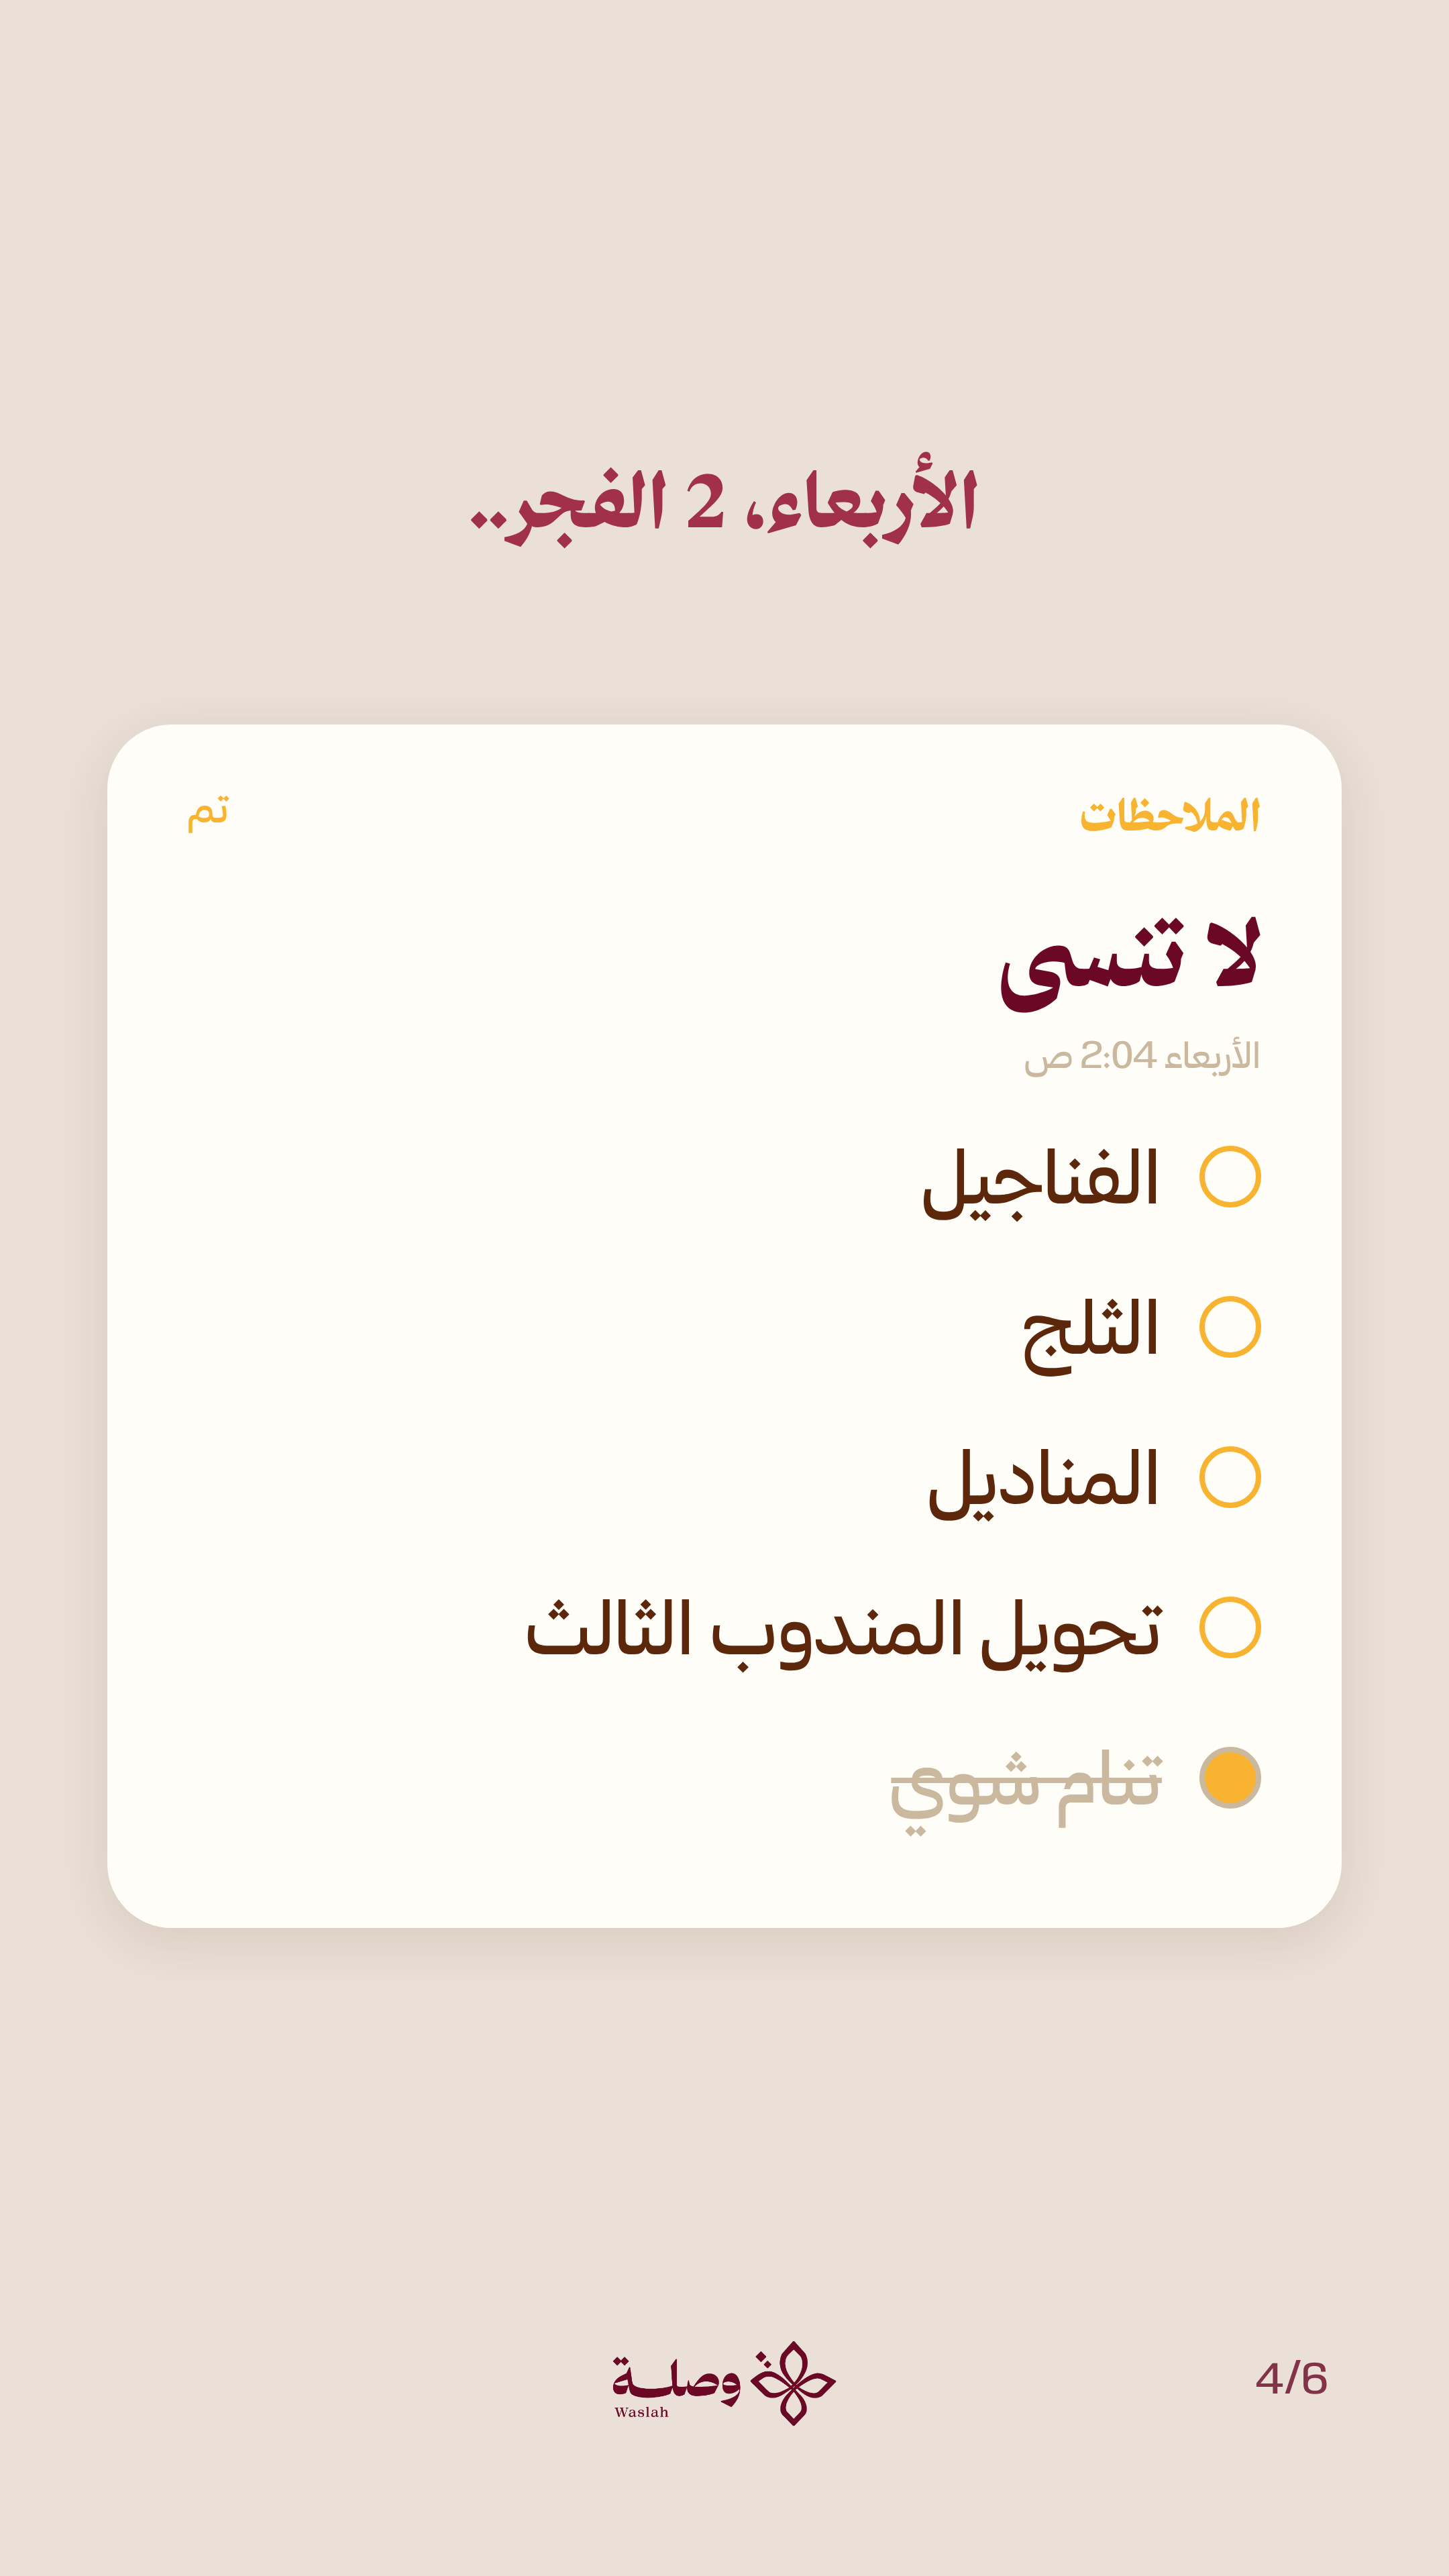 الأربعاء، 2 الفجر..
الملاحظات
تم
لا تنسى
الأربعاء 2:04 ص
الفناجيل
الثلج
المناديل
تحويل المندوب الثالث
تنام شوي
وصلة
Waslah
4/6